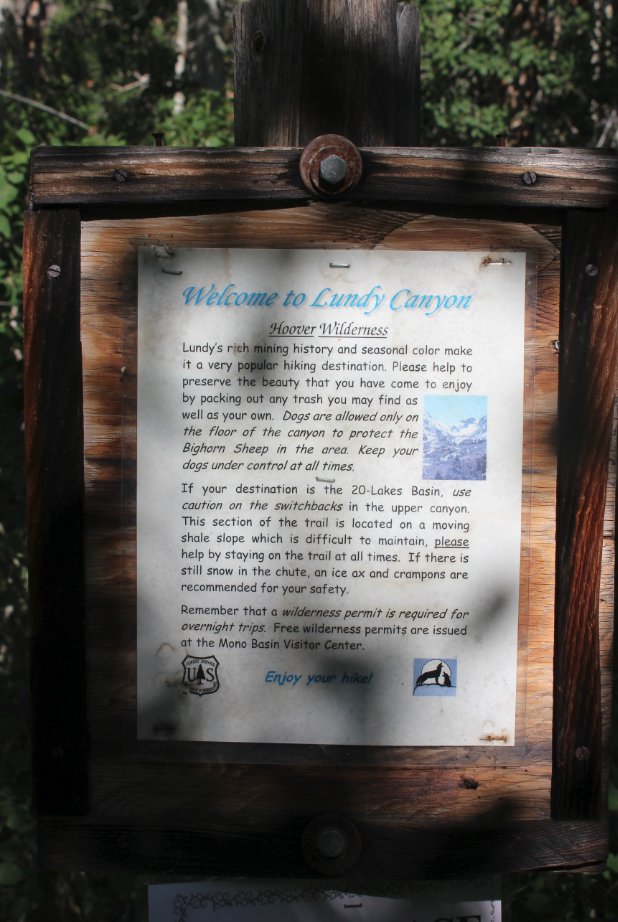 Welcome to Lundy Canyon
Hoover Wilderness
Lundy's rich mining history and seasonal color make
it a very popular hiking destination. Please help to
preserve the beauty that you have come to enjoy
by packing out any trash you may find as
well as your own. Dogs are allowed only on
the floor of the canyon to protect the
Bighorn Sheep in the area. Keep your
dogs under control at all times.
If your destination is the 20-Lakes Basin, use
caution on the switchbacks in the upper canyon.
This section of the trail is located on a moving
shale slope which is difficult to maintain, please
help by staying on the trail at all times. If there is
still snow in the chute, an ice ax and crampons are
recommended for your safety.
Remember that a wilderness permit is required for
overnight trips. Free wilderness permits are issued
at the Mono Basin Visitor Center.
FOREST SERVICE
U S
Enjoy your hike!